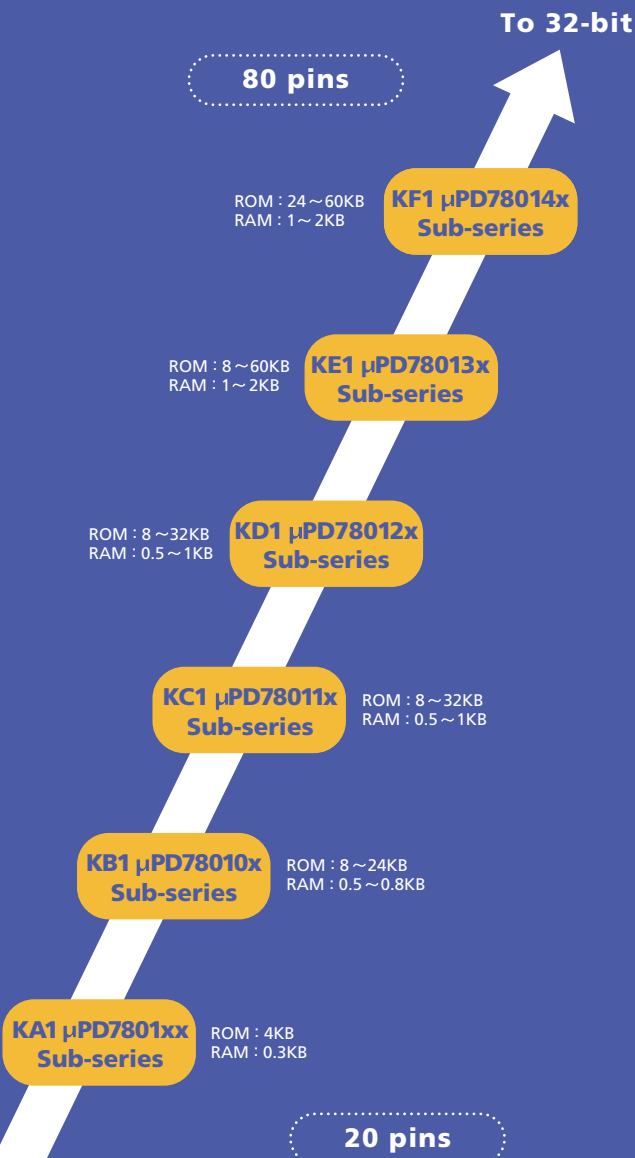 To 32-bit
80 pins
ROM : 24～60KB
RAM : 1～2KB
KF1 µPD78014x
Sub-series
ROM : 8～60KB
RAM : 1～2KB
KE1 µPD78013x
Sub-series
ROM : 8～32KB
RAM : 0.5～1KB
KD1 µPD78012x
Sub-series
KC1 µPD78011x
Sub-series
ROM : 8～32KB
RAM : 0.5～1KB
KB1 µPD78010x
Sub-series
ROM : 8～24KB
RAM : 0.5～0.8KB
KA1 µPD7801xx
Sub-series
ROM : 4KB
RAM : 0.3KB
20 pins